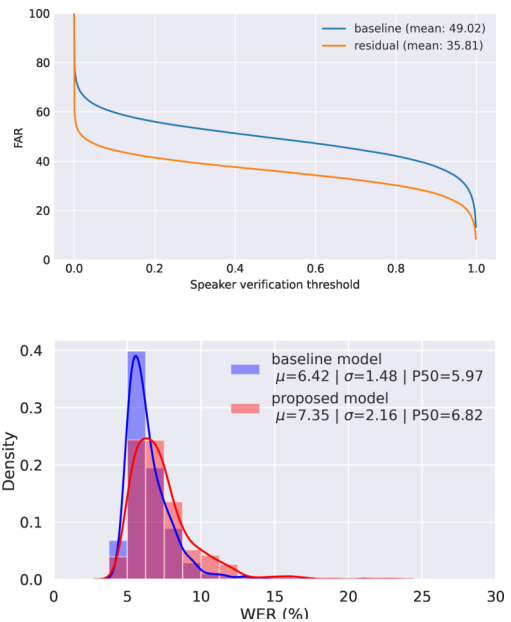 100
80
60
40
20
0
FAR
baseline (mean: 49.02)
residual (mean: 35.81)
0.0 0.2 0.4 0.6 0.8 1.0
Speaker verification threshold
0.4
0.3
0.2
0.1
0.0
Density
baseline model
μ=6.42 | σ=1.48 | P50=5.97
proposed model
μ=7.35 | σ=2.16 | P50=6.82
0 5 10 15 20 25 30
WER (%)